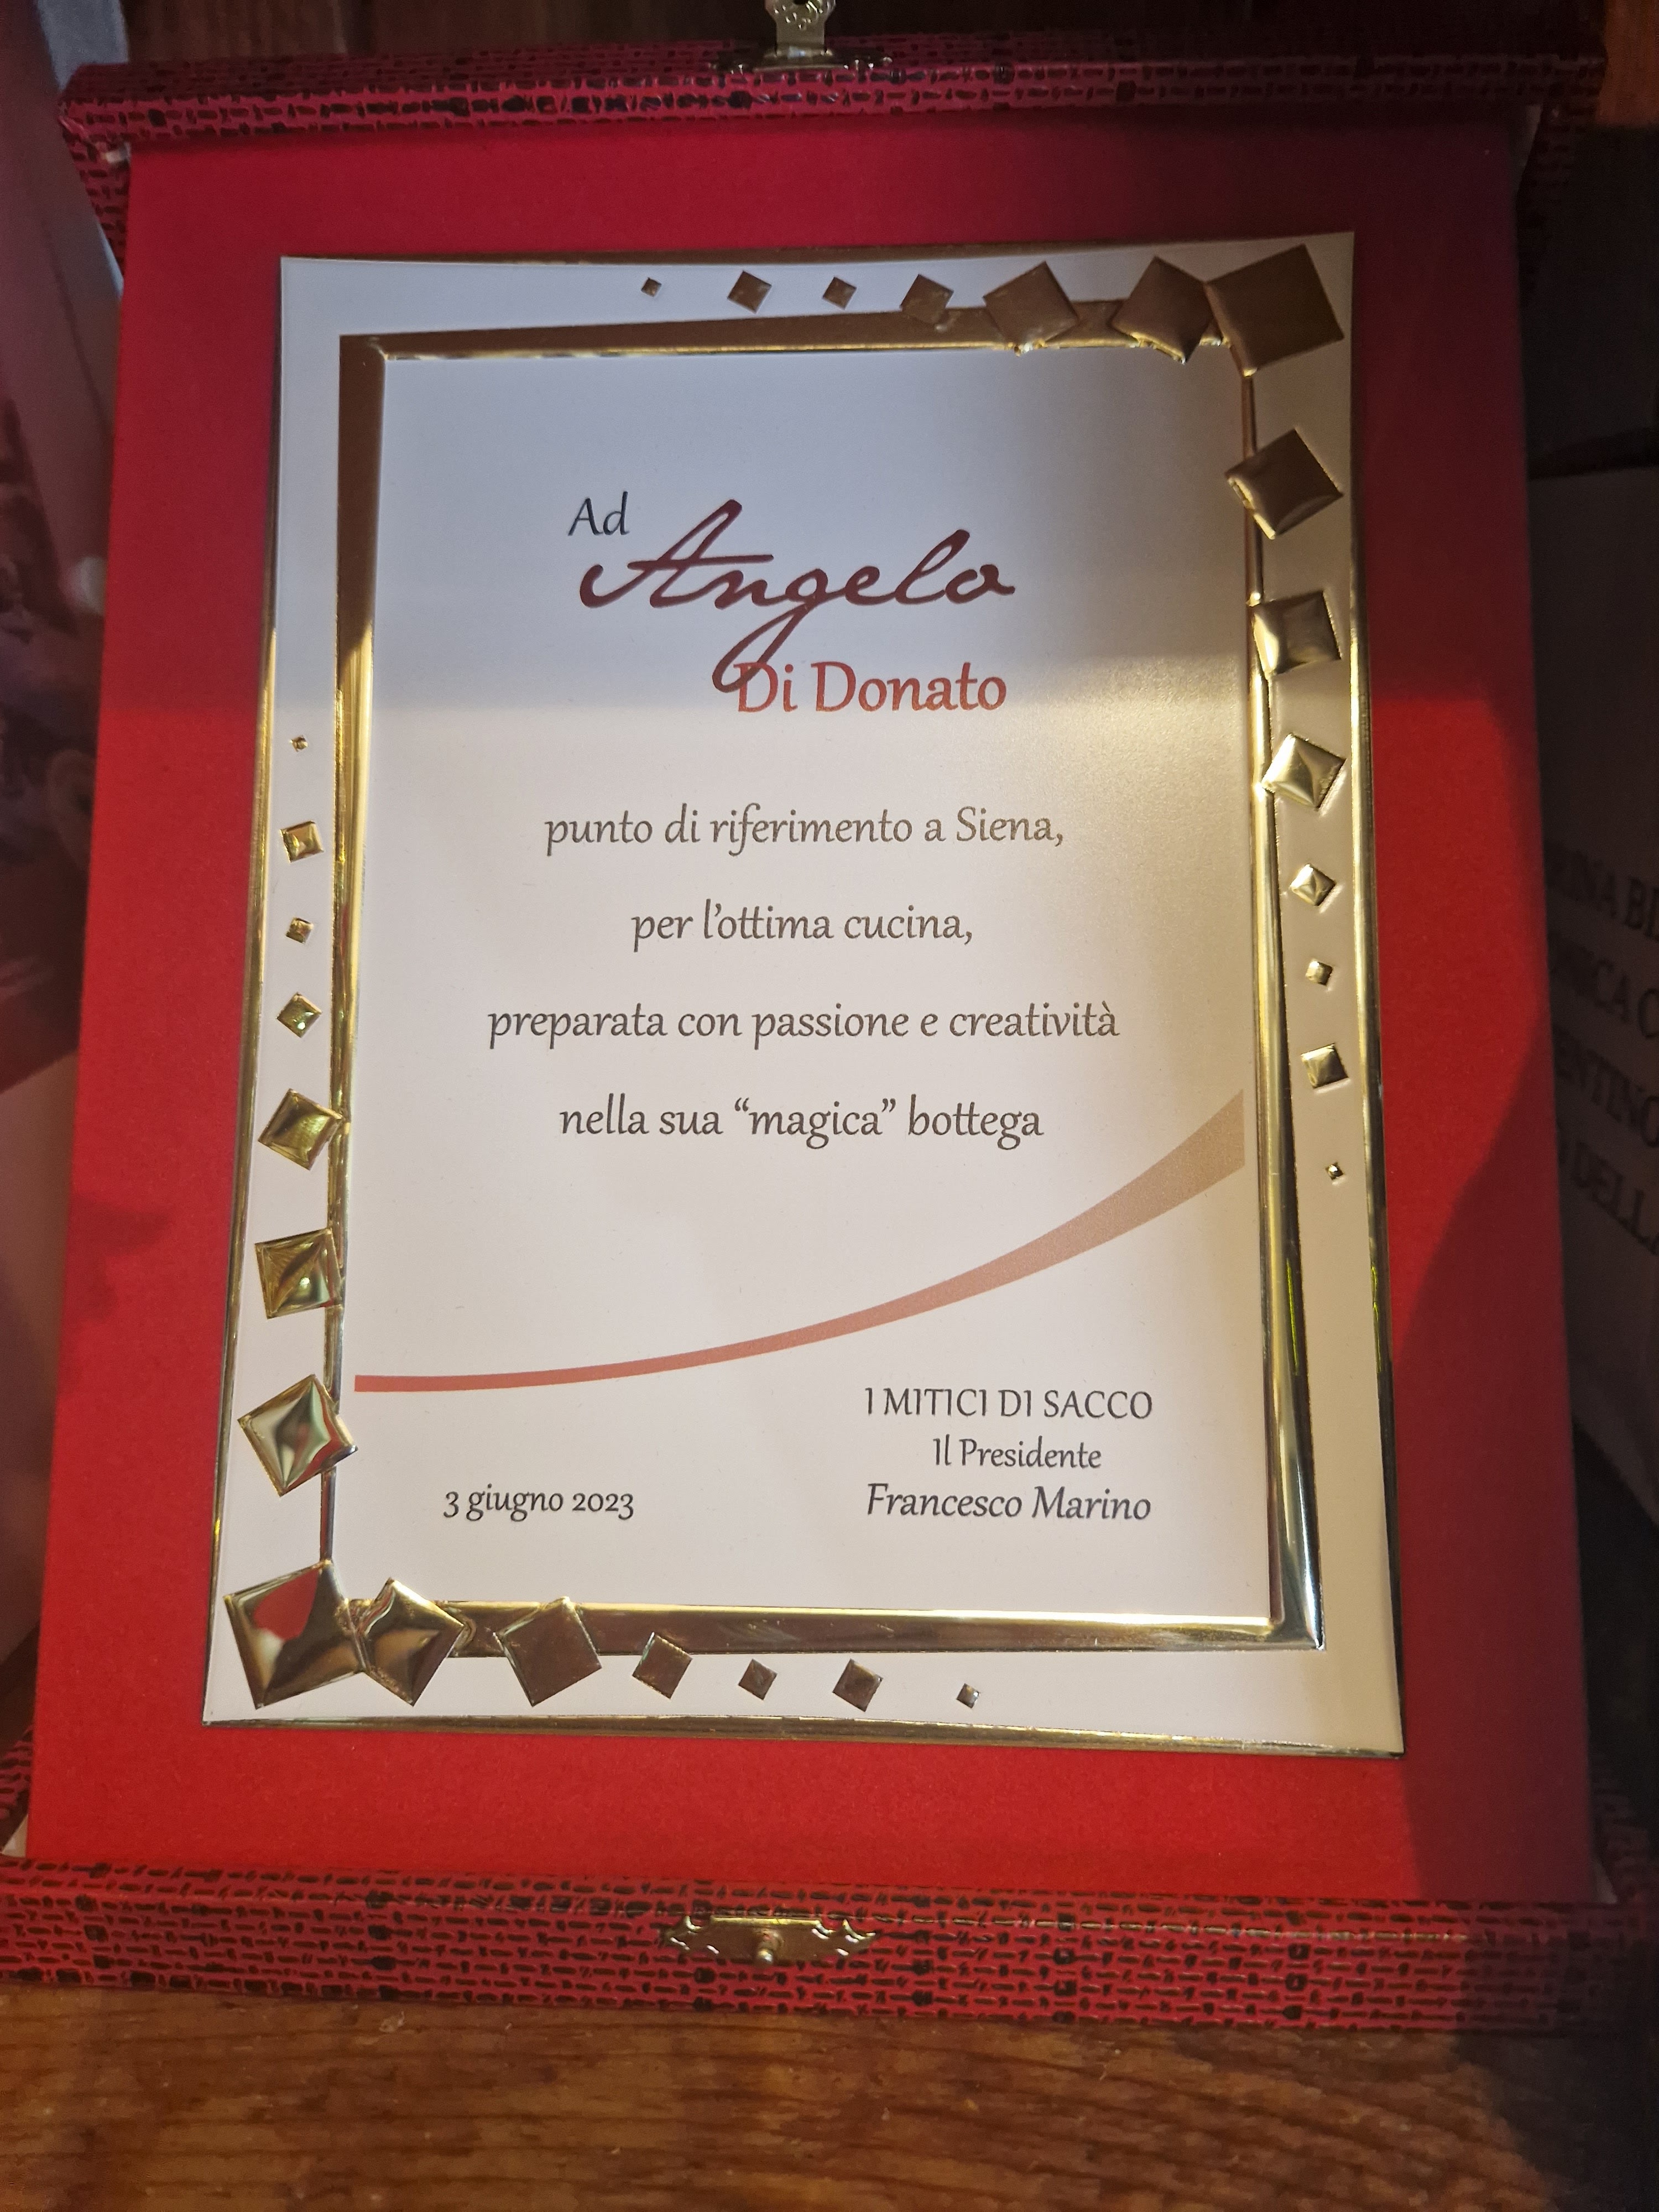 Ad
Angelo
Di Donato
punto di riferimento a Siena,
per l'ottima cucina,
preparata con passione e creatività
nella sua “magica” bottega
I MITICI DI SACCO
Il Presidente
3 giugno 2023
Francesco Marino